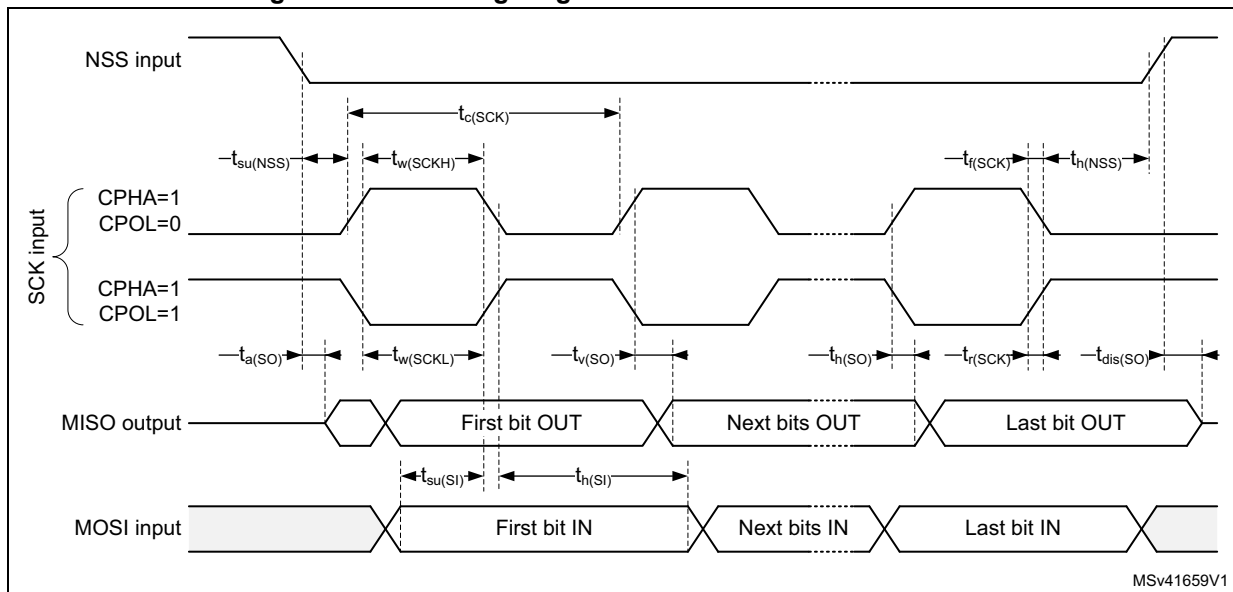 NSS input
tc(SCK)
tsu(NSS)
tw(SCKH)
tf(SCK)
th(NSS)
SCK input
CPHA=1
CPOL=0
CPHA=1
CPOL=1
ta(SO)
tw(SCKL)
tv(SO)
th(SO)
tr(SCK)
tdis(SO)
MISO output
First bit OUT
Next bits OUT
Last bit OUT
tsu(SI)
th(SI)
MOSI input
First bit IN
Next bits IN
Last bit IN
MSv41659V1